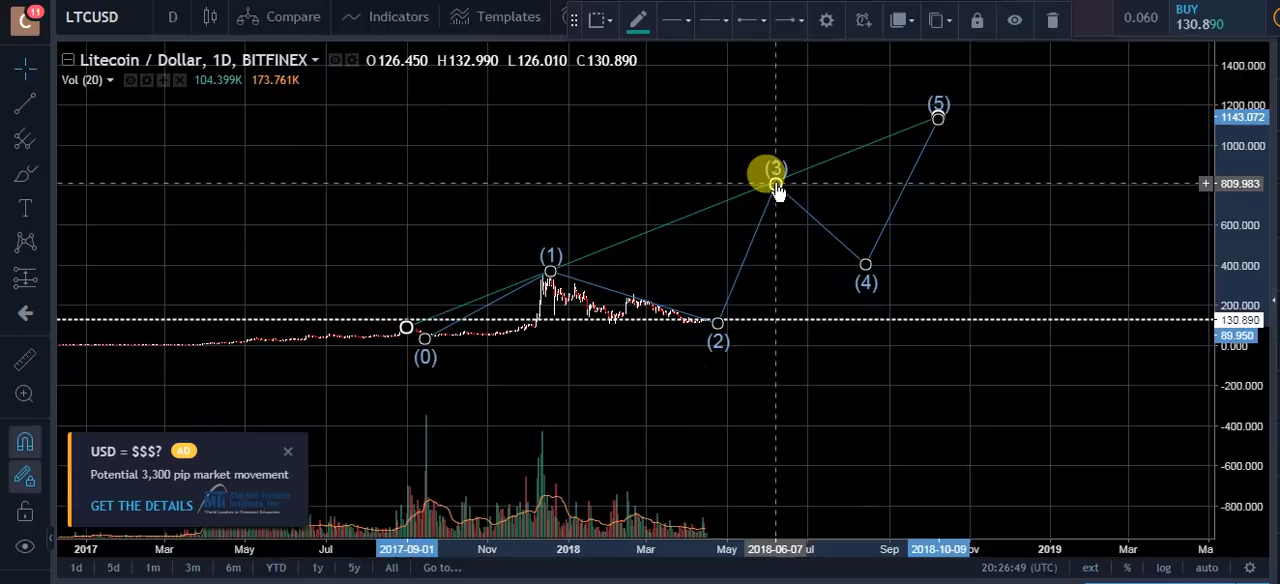 11
LTCUSD
D
Compare
Indicators
Templates
0.060
BUY
130.890
Litecoin / Dollar, 1D, BITFINEX
O126.450 H132.990 L126.010 C130.890
Vol (20)
104.399K 173.761K
1400.000
1200.000
1143.072
1000.000
809.983
600.000
400.000
200.000
130.890
89.950
0.000
-200.000
-400.000
-600.000
-800.000
(5)
(3)
(1)
(4)
(2)
(0)
USD = $$$?
AD
Potential 3,300 pip market movement
GET THE DETAILS
2017 Mar May Jul 2017-09-01 Nov 2018 Mar May 2018-06-07 ul Sep 2018-10-09 ov 2019 Mar Ma
1d 5d 1m 3m 6m YTD 1y 5y All Go to...
20:26:49 (UTC) ext % log auto